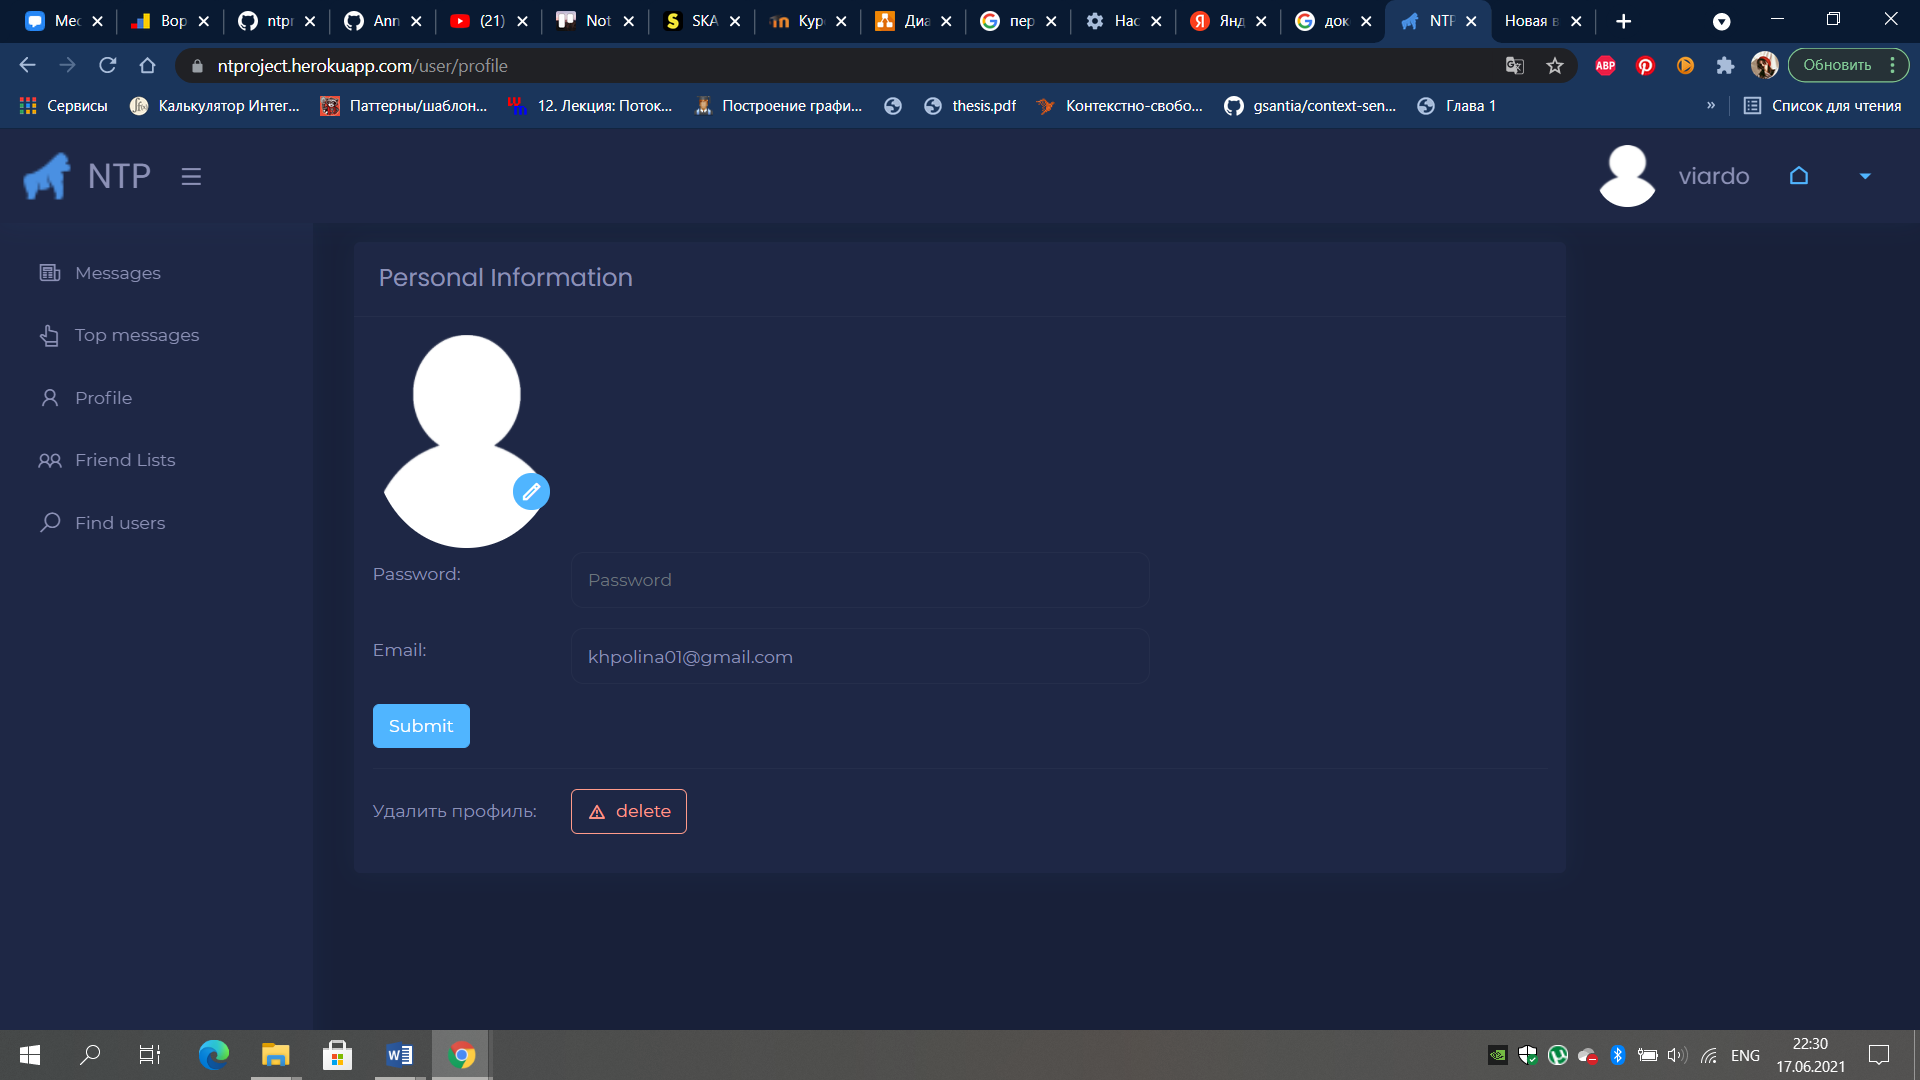 Мес Вор ntpr Ann (21) Not SKA Кур Диа пер Нас Янд док NTP Новая в
ntproject.herokuapp.com/user/profile ABP Обновить
Сервисы Калькулятор Интег... Паттерны/шаблон... 12. Лекция: Поток... Построение графи... thesis.pdf Контекстно-свобо... gsantia/context-sen... Глава 1 » Список для чтения
NTP viardo
Messages
Top messages
Profile
Friend Lists
Find users
Personal Information
Password: Password
Email: khpolina01@gmail.com
Submit
Удалить профиль: delete
ENG 22:30
17.06.2021